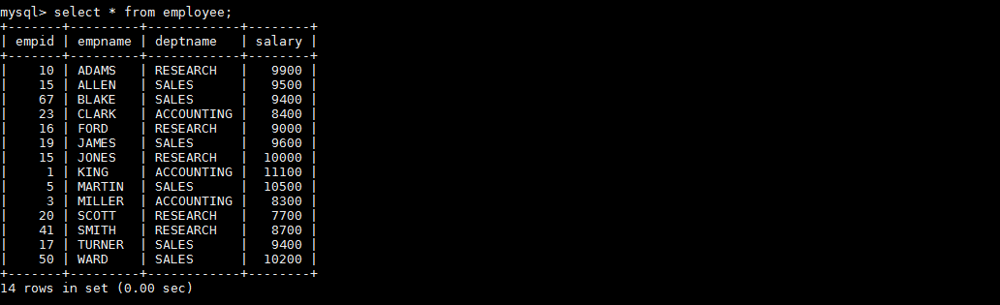 mysql> select * from employee;
+-------+---------+------------+--------+
| empid | empname | deptname   | salary |
+-------+---------+------------+--------+
|    10 | ADAMS   | RESEARCH   |   9900 |
|    15 | ALLEN   | SALES      |   9500 |
|    67 | BLAKE   | SALES      |   9400 |
|    23 | CLARK   | ACCOUNTING |   8400 |
|    16 | FORD    | RESEARCH   |   9000 |
|    19 | JAMES   | SALES      |   9600 |
|    15 | JONES   | RESEARCH   |  10000 |
|     1 | KING    | ACCOUNTING |  11100 |
|     5 | MARTIN  | SALES      |  10500 |
|     3 | MILLER  | ACCOUNTING |   8300 |
|    20 | SCOTT   | RESEARCH   |   7700 |
|    41 | SMITH   | RESEARCH   |   8700 |
|    17 | TURNER  | SALES      |   9400 |
|    50 | WARD    | SALES      |  10200 |
+-------+---------+------------+--------+
14 rows in set (0.00 sec)